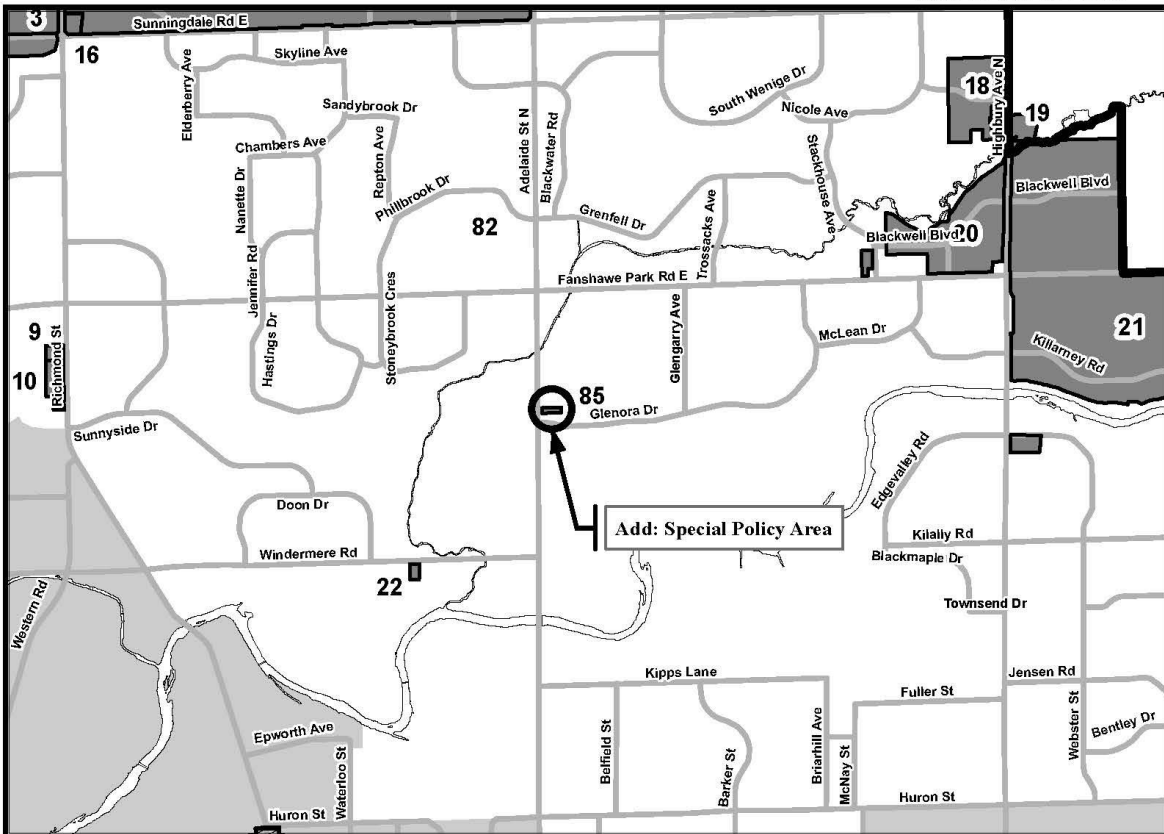 3
Sunningdale Rd E
16
Elderberry Ave
Skyline Ave
Sandybrook Dr
Chambers Ave
Nanette Dr
Repton Ave
Phillbrook Dr
Adelaide St N
Blackwater Rd
South Wenige Dr
Nicole Ave
Stackhouse Ave
18
Highbury Ave N
19
Blackwell Blvd
82
Grenfell Dr
Trossacks Ave
Blackwell Blvd
20
Jennifer Rd
Fanshawe Park Rd E
9
10
Richmond St
Hastings Dr
Stoneybrook Cres
Glengarry Ave
McLean Dr
21
Killarney Rd
85
Glenora Dr
Sunnyside Dr
Edgevalley Rd
Doon Dr
Add: Special Policy Area
Kilally Rd
Windermere Rd
Blackmaple Dr
22
Western Rd
Townsend Dr
Kipps Lane
Jensen Rd
Fuller St
Epworth Ave
Waterloo St
Belfield St
Barker St
Briarhill Ave
McNay St
Webster St
Bentley Dr
Huron St
Huron St